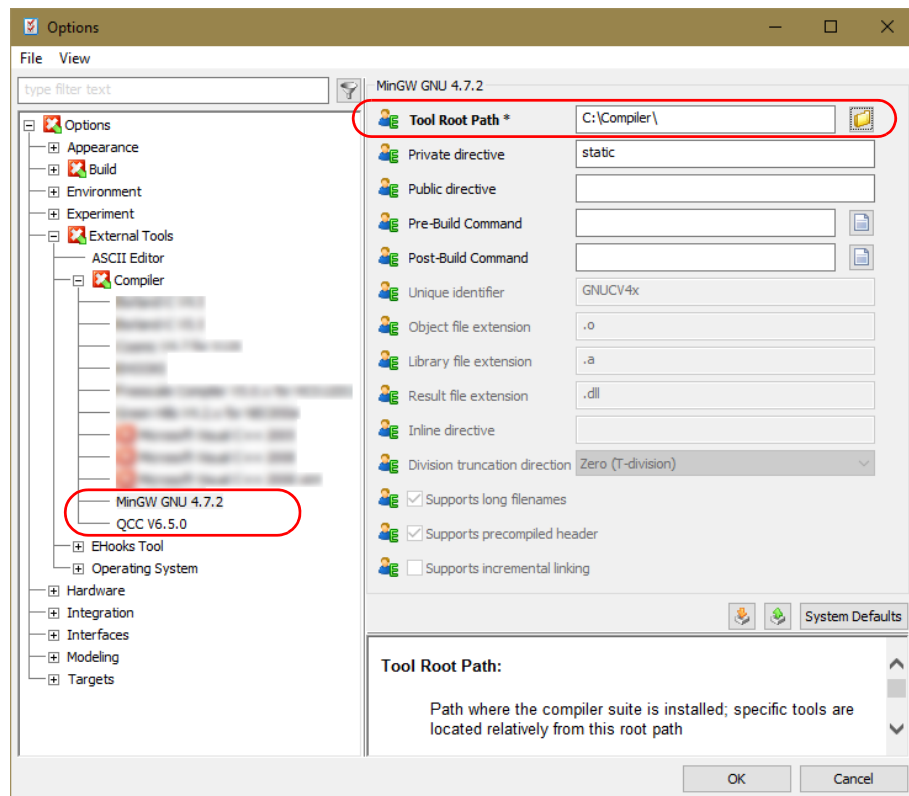 Options
File View
type filter text
Options
Appearance
Build
Environment
Experiment
External Tools
ASCII Editor
Compiler
MinGW GNU 4.7.2
QCC V6.5.0
EHooks Tool
Operating System
Hardware
Integration
Interfaces
Modeling
Targets
MinGW GNU 4.7.2
Tool Root Path * C:\Compiler\
Private directive static
Public directive
Pre-Build Command
Post-Build Command
Unique identifier GNUCV4x
Object file extension .o
Library file extension .a
Result file extension .dll
Inline directive
Division truncation direction Zero (T-division)
Supports long filenames
Supports precompiled header
Supports incremental linking
System Defaults
Tool Root Path:
Path where the compiler suite is installed; specific tools are
located relatively from this root path
OK Cancel